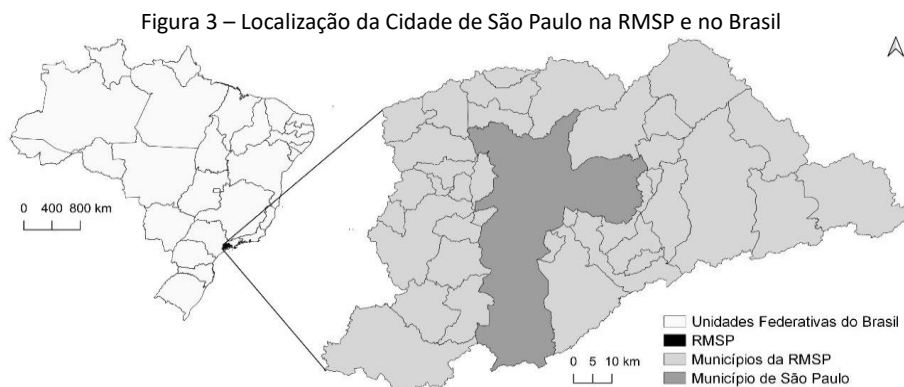 Figura 3 – Localização da Cidade de São Paulo na RMSP e no Brasil
0 400 800 km
Unidades Federativas do Brasil
RMSP
Municípios da RMSP
Município de São Paulo
0 5 10 km